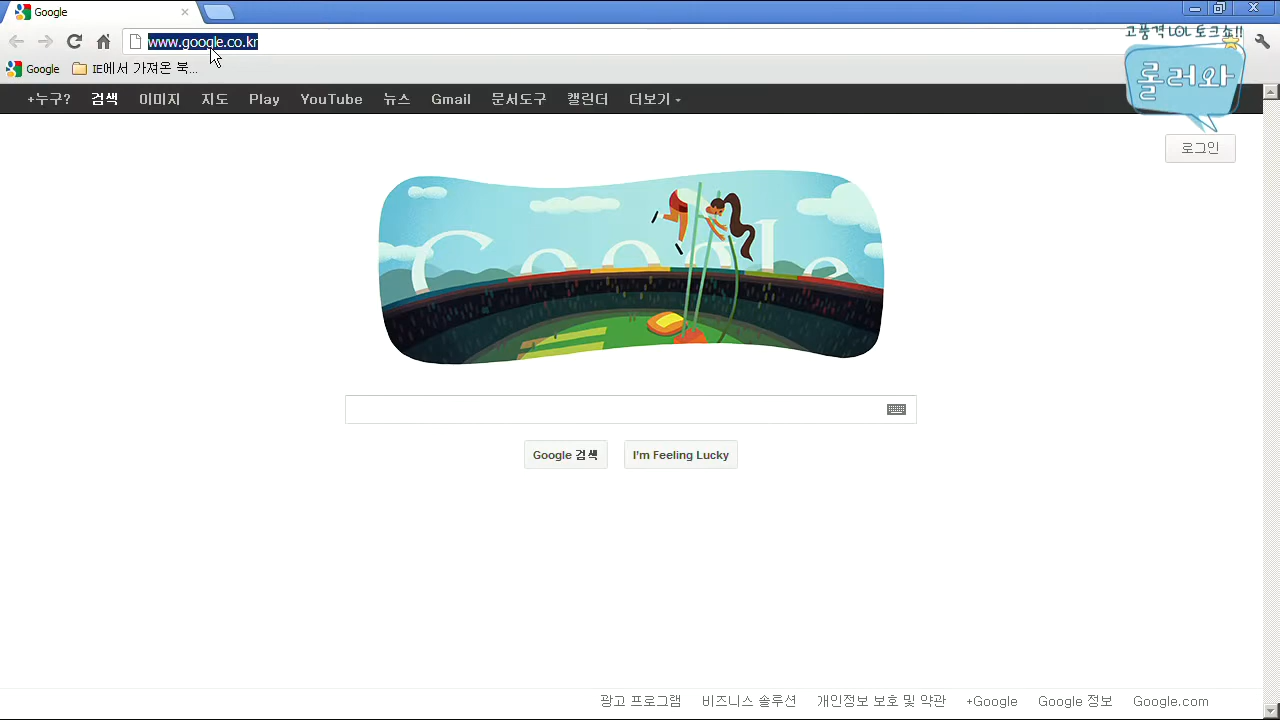 Google
www.google.co.kr
고품격 LOL 토크쇼!!
롤러와
Google IE에서 가져온 북...
+누구? 검색 이미지 지도 Play YouTube 뉴스 Gmail 문서도구 캘린더 더보기
로그인
Google
Google 검색 I'm Feeling Lucky
광고 프로그램 비즈니스 솔루션 개인정보 보호 및 약관 +Google Google 정보 Google.com